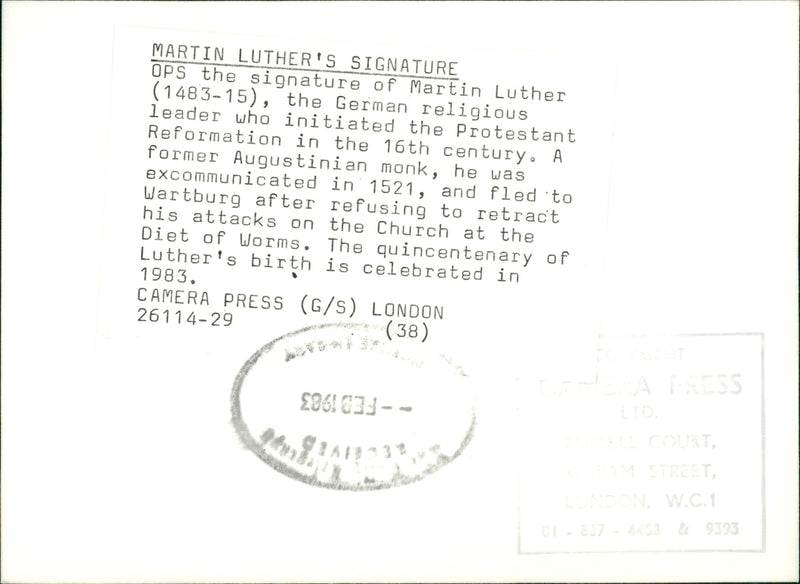 MARTIN LUTHER'S SIGNATURE
OPS the signature of Martin Luther
(1483-15), the German religious
leader who initiated the Protestant
Reformation in the 16th century. A
former Augustinian monk, he was
excommunicated in 1521, and fled to
Wartburg after refusing to retract
his attacks on the Church at the
Diet of Worms. The quincentenary of
Luther's birth is celebrated in
1983.
CAMERA PRESS (G/S) LONDON
26114-29 (38)
-- FEB 1983
RECEIVED
CAMERA PRESS
LTD.
COURT,
STREET,
LONDON, W.C.1
01 - 837 - 4488 & 9393